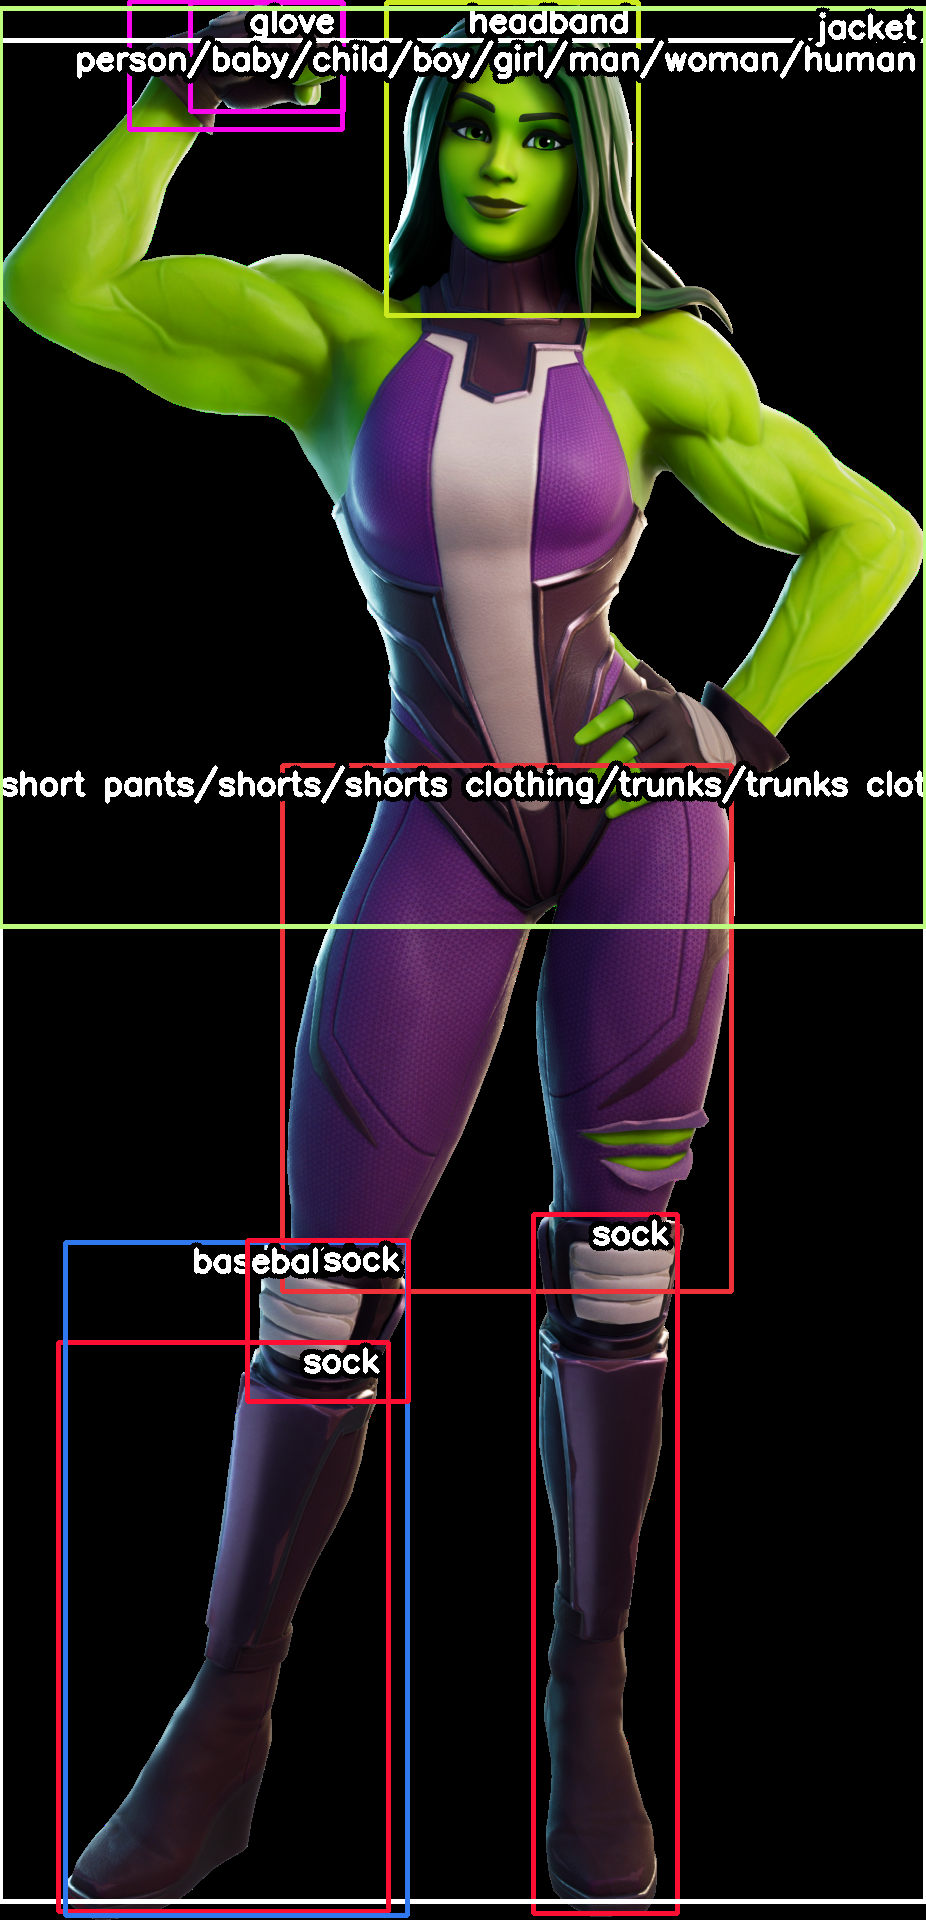 glove
headband
jacket
person/baby/child/boy/girl/man/woman/human
short pants/shorts/shorts clothing/trunks/trunks clot
sock
basebal
sock
sock